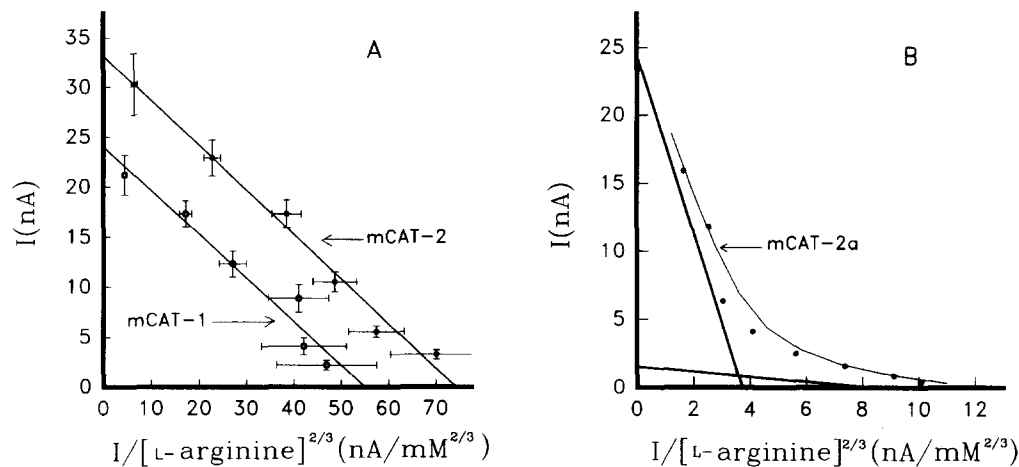 A
35
30
25
20
15
10
5
0
I(nA)
mCAT-2
mCAT-1
0 10 20 30 40 50 60 70
I/[L-arginine]^{2/3}(nA/mM^{2/3})
B
25
20
15
10
5
0
I(nA)
mCAT-2a
0 2 4 6 8 10 12
I/[L-arginine]^{2/3}(nA/mM^{2/3})